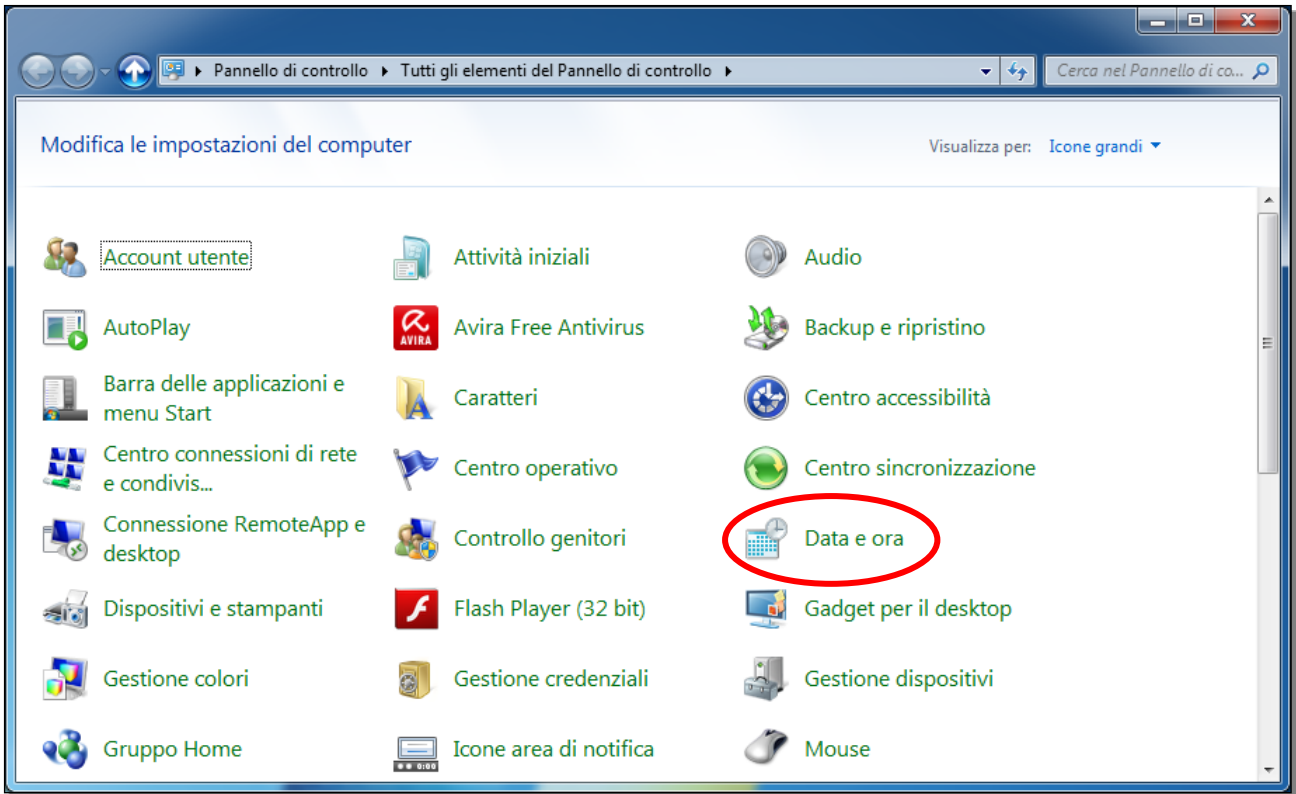 Pannello di controllo Tutti gli elementi del Pannello di controllo
Cerca nel Pannello di co...
Modifica le impostazioni del computer
Visualizza per: Icone grandi
Account utente
Attività iniziali
Audio
AutoPlay
AVIRA
Avira Free Antivirus
Backup e ripristino
Barra delle applicazioni e
menu Start
Caratteri
Centro accessibilità
Centro connessioni di rete
e condivis...
Centro operativo
Centro sincronizzazione
Connessione RemoteApp e
desktop
Controllo genitori
Data e ora
Dispositivi e stampanti
Flash Player (32 bit)
Gadget per il desktop
Gestione colori
Gestione credenziali
Gestione dispositivi
Gruppo Home
0:00
Icone area di notifica
Mouse